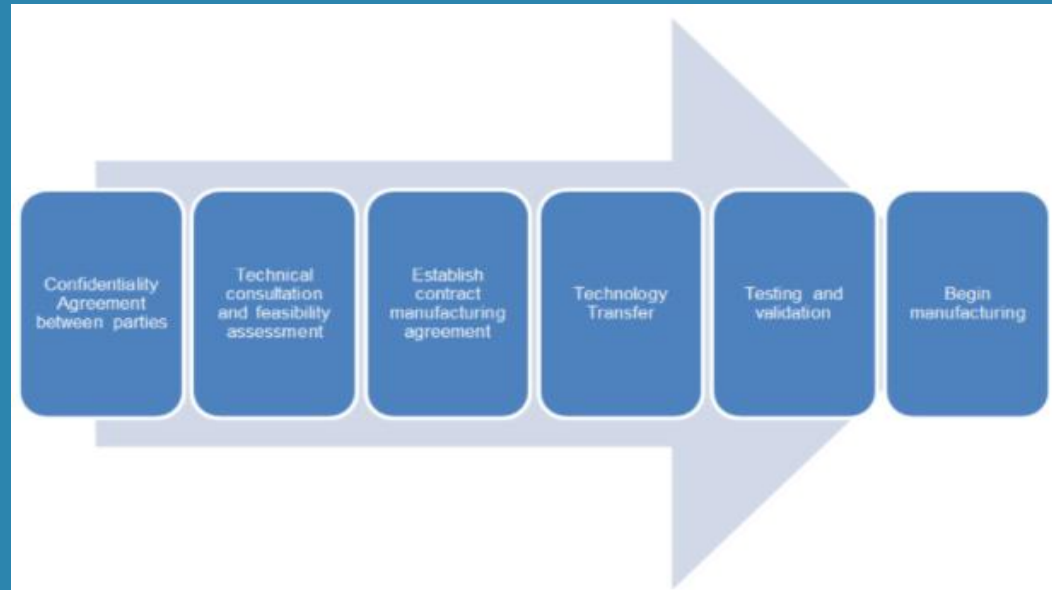 Confidentiality
Agreement
between parties
Technical
consultation
and feasibility
assessment
Establish
contract
manufacturing
agreement
Technology
Transfer
Testing and
validation
Begin
manufacturing